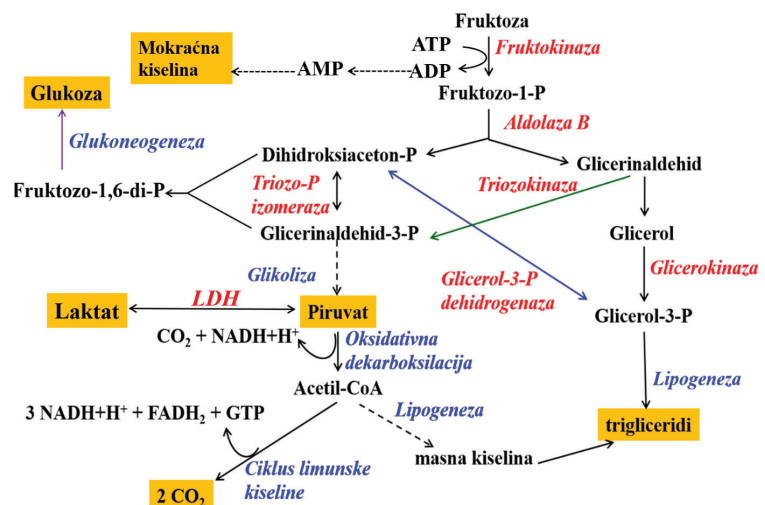 Fruktoza
ATP
Fruktokinaza
Mokraćna
kiselina
AMP
ADP
Glukoza
Fruktozo-1-P
Aldolaza B
Glukoneogeneza
Dihidroksiaceton-P
Glicerinaldehid
Triozo-P
izomeraza
Triozokinaza
Fruktozo-1,6-di-P
Glicerinaldehid-3-P
Glicerol
Glikoliza
Glicerol-3-P
dehidrogenaza
Glicerokinaza
LDH
Laktat
Piruvat
Glicerol-3-P
CO₂ + NADH+H⁺
Oksidativna
dekarboksilacija
Acetil-CoA
Lipogeneza
3 NADH+H⁺ + FADH₂ + GTP
Lipogeneza
trigliceridi
masna kiselina
Ciklus limunske
kiseline
2 CO₂